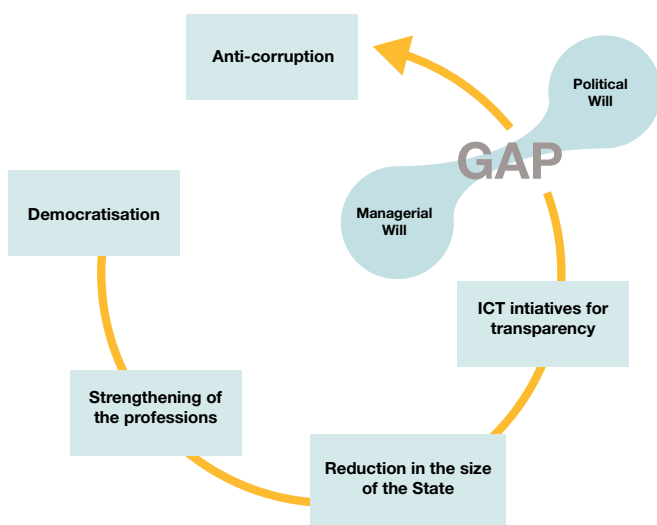 Anti-corruption
Political
Will
GAP
Managerial
Will
Democratisation
ICT intiatives for
transparency
Strengthening of
the professions
Reduction in the size
of the State